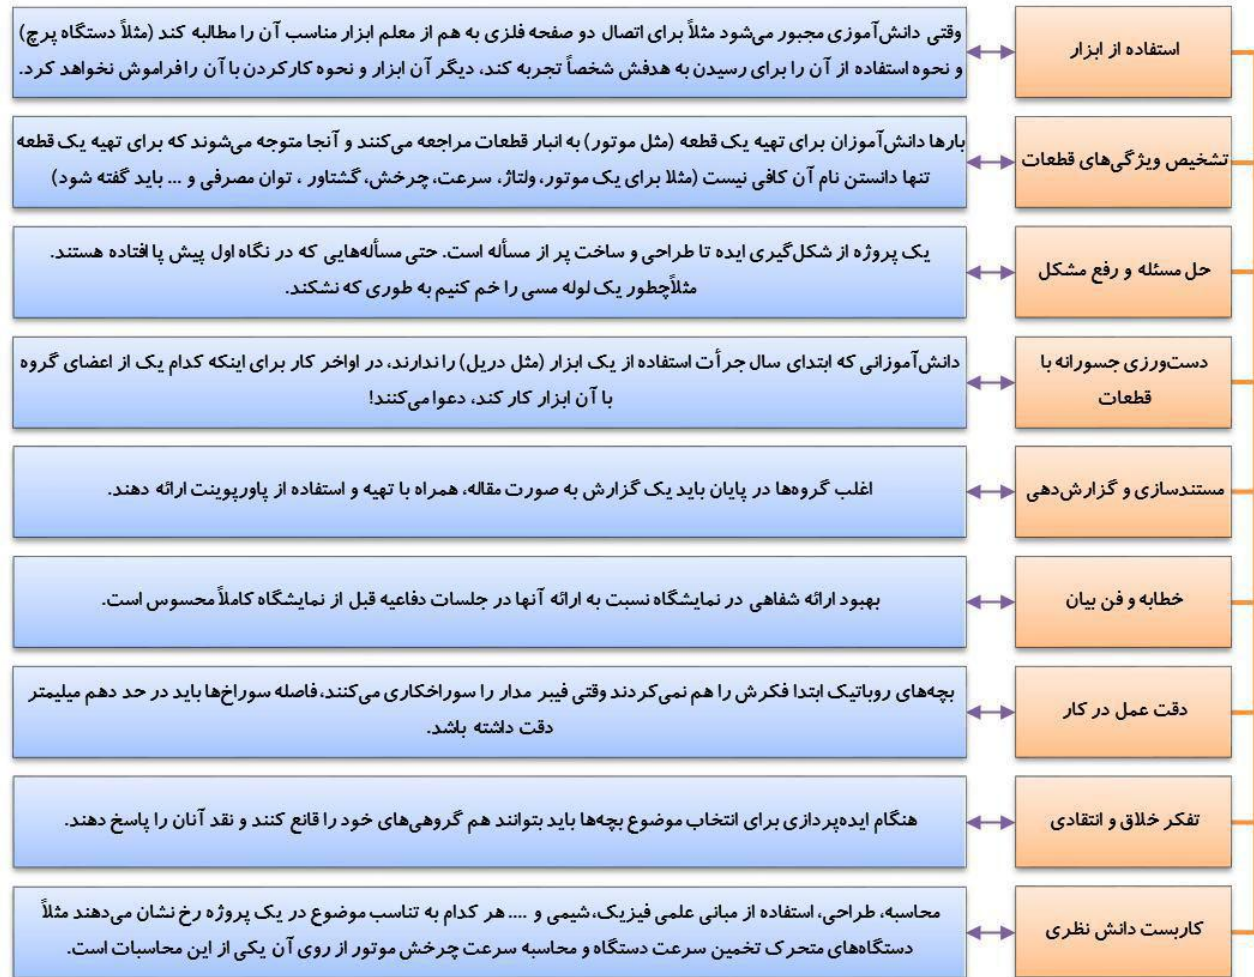 استفاده از ابزار
وقتی دانش‌آموزی مجبور می‌شود مثلاً برای اتصال دو صفحه فلزی به هم از معلم ابزار مناسب آن را مطالبه کند (مثلاً دستگاه پرچ)
و نحوه استفاده از آن را برای رسیدن به هدفش شخصاً تجربه کند، دیگر آن ابزار و نحوه کارکردن با آن را فراموش نخواهد کرد.
تشخیص ویژگی‌های قطعات
بارها دانش‌آموزان برای تهیه یک قطعه (مثل موتور) به انبار قطعات مراجعه می‌کنند و آنجا متوجه می‌شوند که برای تهیه یک قطعه
تنها دانستن نام آن کافی نیست (مثلا برای یک موتور، ولتاژ، سرعت، چرخش، گشتاور ، توان مصرفی و ... باید گفته شود)
حل مسئله و رفع مشکل
یک پروژه از شکل‌گیری ایده تا طراحی و ساخت پر از مسأله است. حتی مسأله‌هایی که در نگاه اول پیش پا افتاده هستند.
مثلاًچطور یک لوله مسی را خم کنیم به طوری که نشکند.
دست‌ورزی جسورانه با
قطعات
دانش‌آموزانی که ابتدای سال جرأت استفاده از یک ابزار (مثل دریل) را ندارند، در اواخر کار برای اینکه کدام یک از اعضای گروه
با آن ابزار کار کند، دعوا می‌کنند!
مستندسازی و گزارش‌دهی
اغلب گروه‌ها در پایان باید یک گزارش به صورت مقاله، همراه با تهیه و استفاده از پاورپوینت ارائه دهند.
خطابه و فن بیان
بهبود ارائه شفاهی در نمایشگاه نسبت به ارائه آنها در جلسات دفاعیه قبل از نمایشگاه کاملاً محسوس است.
دقت عمل در کار
بچه‌های روباتیک ابتدا فکرش را هم نمی‌کردند وقتی فیبر مدار را سوراخکاری می‌کنند،فاصله سوراخ‌ها باید در حد دهم میلیمتر
دقت داشته باشد.
تفکر خلاق و انتقادی
هنگام ایده‌پردازی برای انتخاب موضوع بچه‌ها باید بتوانند هم گروهی‌های خود را قانع کنند و نقد آنان را پاسخ دهند.
کاربست دانش نظری
محاسبه، طراحی، استفاده از مبانی علمی فیزیک،شیمی و .... هر کدام به تناسب موضوع در یک پروژه رخ نشان می‌دهند مثلاً
دستگاه‌های متحرک تخمین سرعت دستگاه و محاسبه سرعت چرخش موتور از روی آن یکی از این محاسبات است.